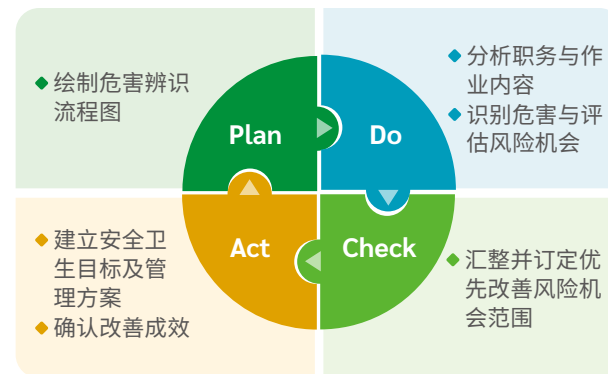 绘制危害辨识
流程图
Plan
分析职务与作
业内容
识别危害与评
估风险机会
Do
建立安全卫
生目标及管
理方案
确认改善成效
Act
Check
汇整并订定优
先改善风险机
会范围